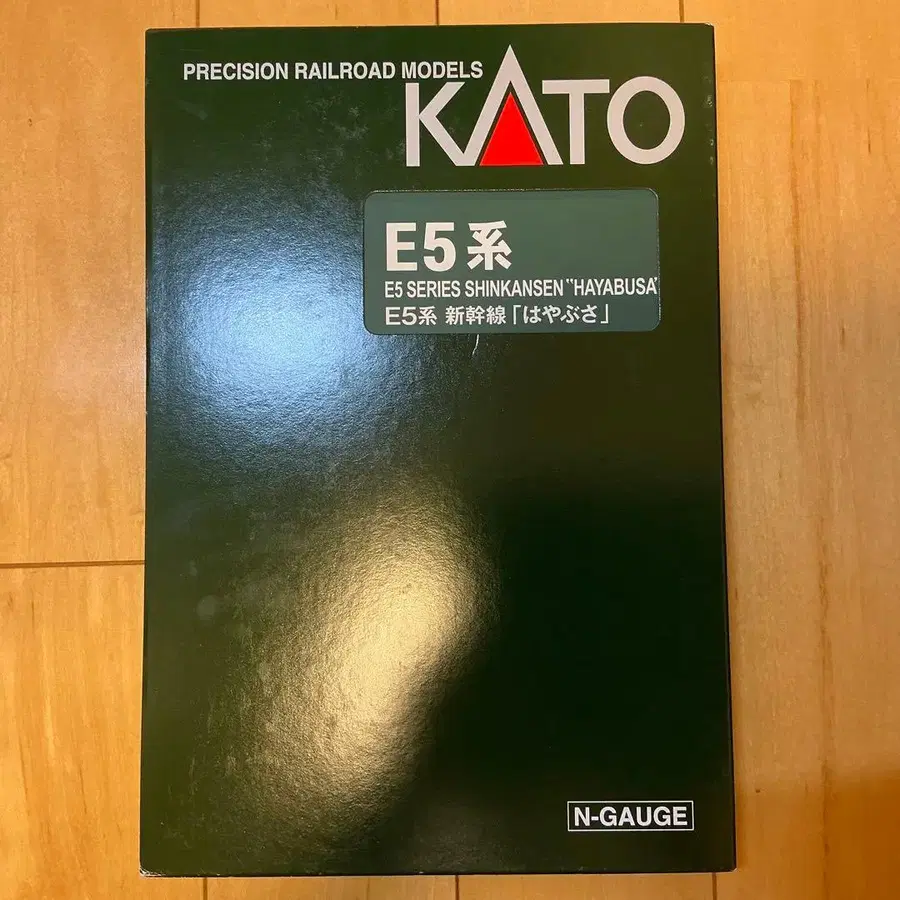 PRECISION RAILROAD MODELS
KATO
E5系
E5 SERIES SHINKANSEN "HAYABUSA"
E5系 新幹線「はやぶさ」
N-GAUGE